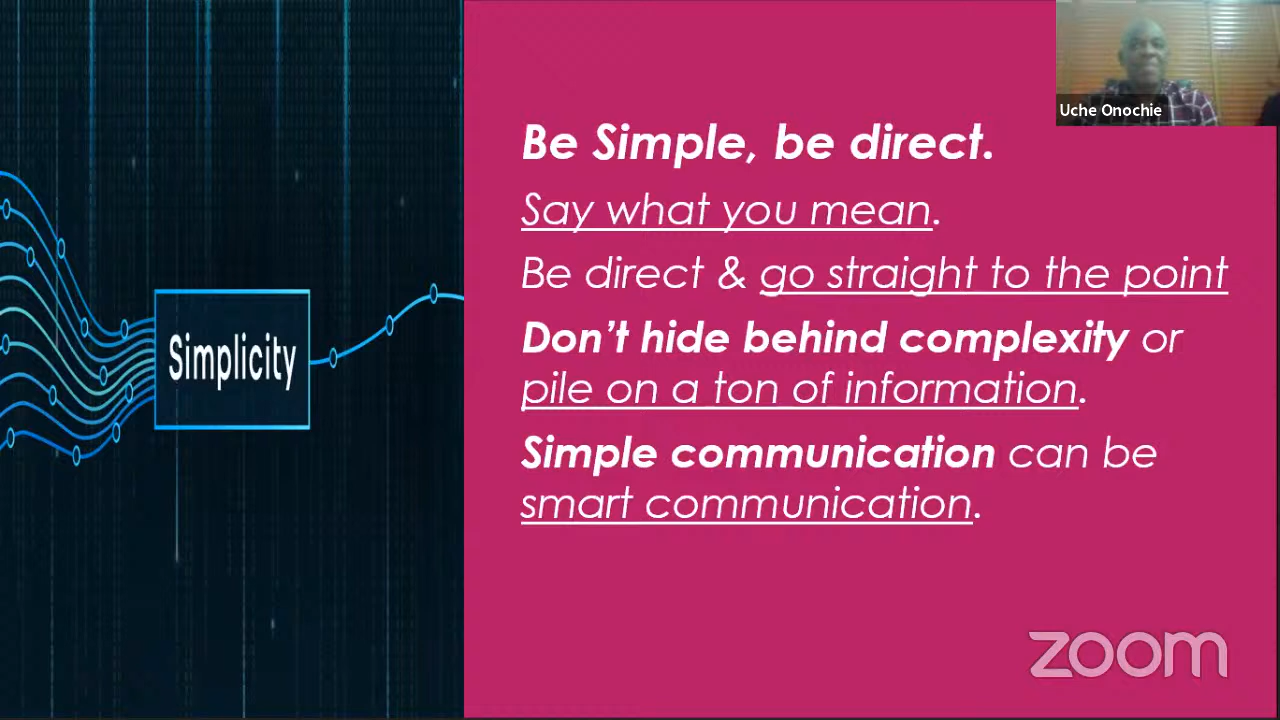 Uche Onochie
Be Simple, be direct.
Say what you mean.
Be direct & go straight to the point
Don’t hide behind complexity or
pile on a ton of information.
Simple communication can be
smart communication.
Simplicity
zoom